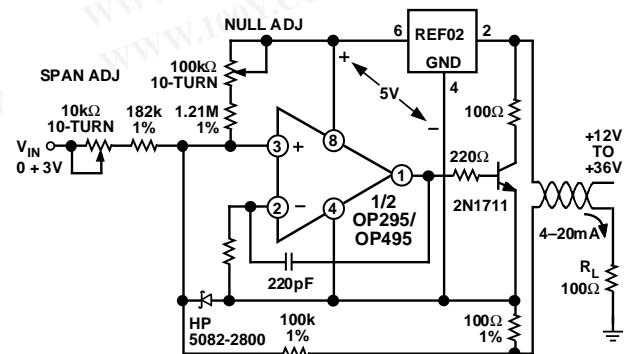 NULL ADJ
6
REF02
2
GND
4
SPAN ADJ
100kΩ
10-TURN
+
5V
−
100Ω
10kΩ
10-TURN
182k
1%
1.21M
1%
+12V
TO
+36V
VIN
0 + 3V
3
+
8
1
220Ω
2
−
4
1/2
OP295/
OP495
2N1711
4–20mA
220pF
RL
100Ω
HP
5082-2800
100k
1%
100Ω
1%